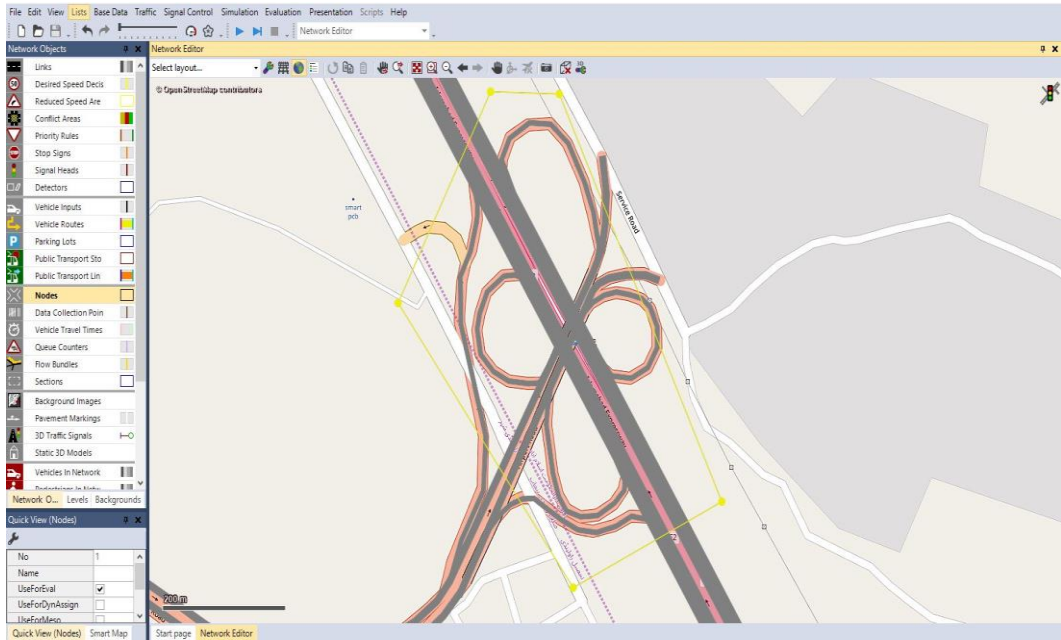 File Edit View Lists Base Data Traffic Signal Control Simulation Evaluation Presentation Scripts Help
Network Editor
Network Objects
Network Editor
Select layout...
Links
Desired Speed Decis
Reduced Speed Are
Conflict Areas
Priority Rules
Stop Signs
Signal Heads
Detectors
Vehicle Inputs
Vehicle Routes
Parking Lots
Public Transport Sto
Public Transport Lin
Nodes
Data Collection Poin
Vehicle Travel Times
Queue Counters
Flow Bundles
Sections
Background Images
Pavement Markings
3D Traffic Signals
Static 3D Models
Vehicles In Network
Network O... Levels Backgrounds
Quick View (Nodes)
No 1
Name
UseForEval
UseForDynAssign
UseForMeso
Quick View (Nodes) Smart Map
© OpenStreetMap contributors
smart
pcb
Service Road
200 m
Start page Network Editor